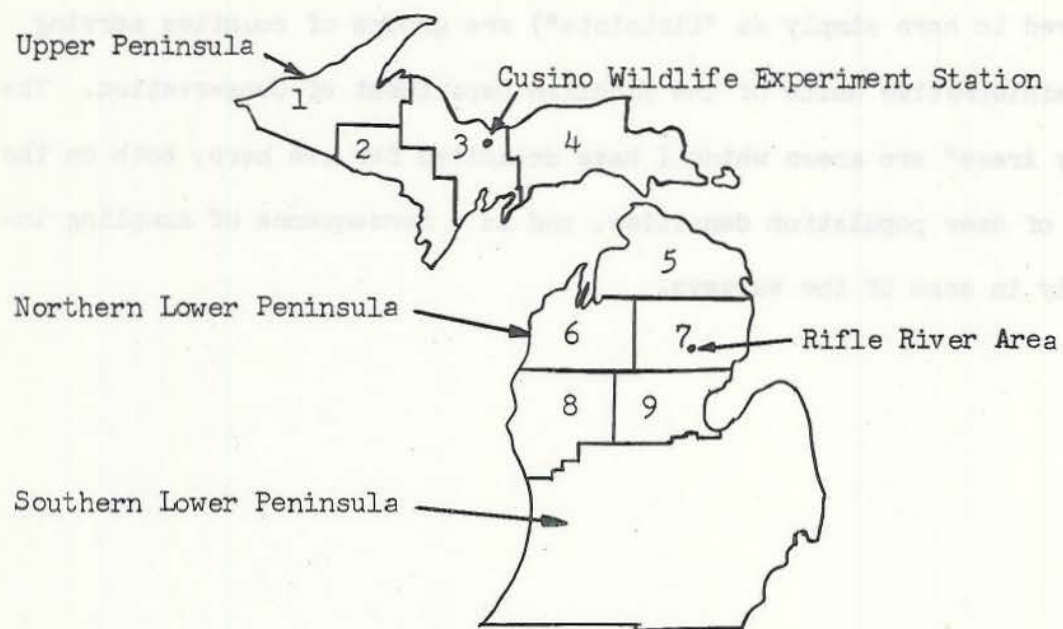 Upper Peninsula
Cusino Wildlife Experiment Station
1
2
3
4
5
Northern Lower Peninsula
6
7
Rifle River Area
8
9
Southern Lower Peninsula